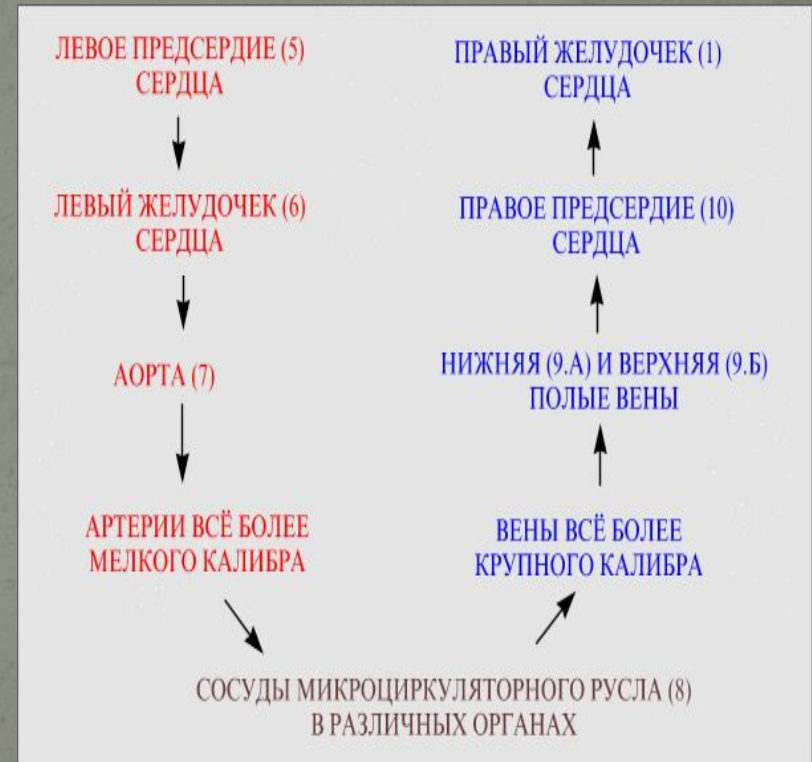 ЛЕВОЕ ПРЕДСЕРДИЕ (5)
СЕРДЦА
ЛЕВЫЙ ЖЕЛУДОЧЕК (6)
СЕРДЦА
АОРТА (7)
АРТЕРИИ ВСЁ БОЛЕЕ
МЕЛКОГО КАЛИБРА
СОСУДЫ МИКРОЦИРКУЛЯТОРНОГО РУСЛА (8)
В РАЗЛИЧНЫХ ОРГАНАХ
ВЕНЫ ВСЁ БОЛЕЕ
КРУПНОГО КАЛИБРА
НИЖНЯЯ (9.А) И ВЕРХНЯЯ (9.Б)
ПОЛЫЕ ВЕНЫ
ПРАВОЕ ПРЕДСЕРДИЕ (10)
СЕРДЦА
ПРАВЫЙ ЖЕЛУДОЧЕК (1)
СЕРДЦА